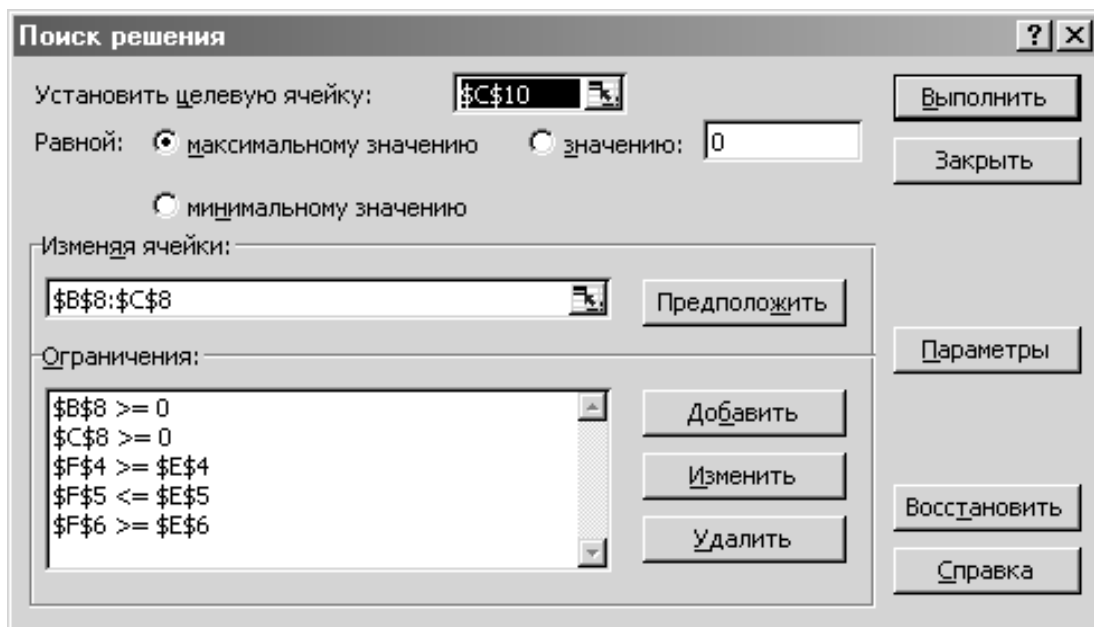 Поиск решения
Установить целевую ячейку: $C$10
Выполнить
Равной: максимальному значению значению: 0
Закрыть
минимальному значению
Изменяя ячейки:
$B$8:$C$8
Предположить
Ограничения:
Параметры
$B$8 >= 0
$C$8 >= 0
$F$4 >= $E$4
$F$5 <= $E$5
$F$6 >= $E$6
Добавить
Изменить
Удалить
Восстановить
Справка